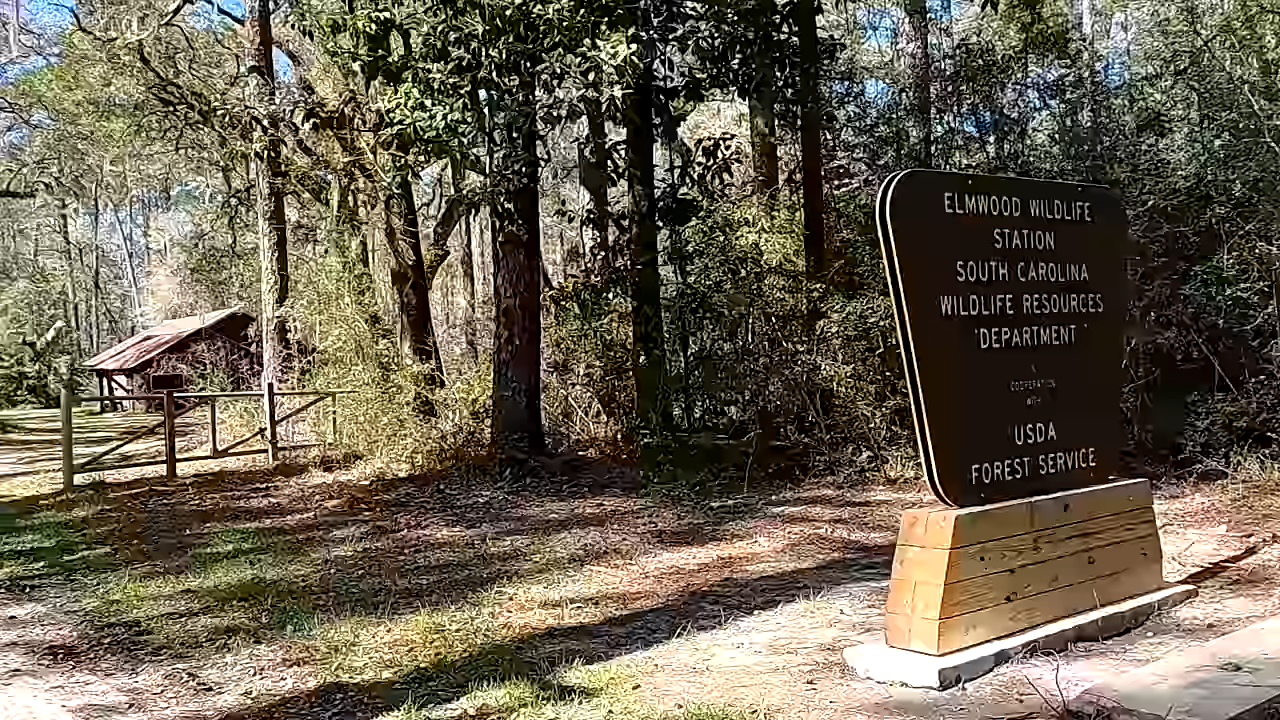 ELMWOOD WILDLIFE
STATION
SOUTH CAROLINA
WILDLIFE RESOURCES
DEPARTMENT
COOPERATION
WITH
USDA
FOREST SERVICE